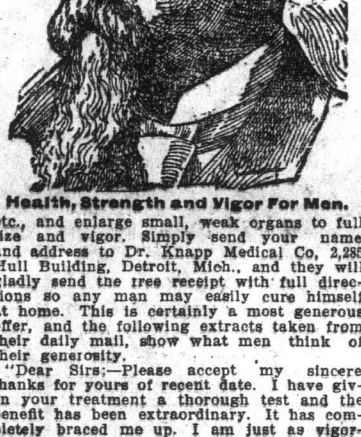 Health, Strength and Vigor For Men.
etc., and enlarge small, weak organs to full
size and vigor. Simply send your name
and address to Dr. Knapp Medical Co, 2,285
Hull Building, Detroit, Mich., and they will
gladly send the free receipt with full direc-
tions so any man may easily cure himself
at home. This is certainly a most generous
offer, and the following extracts taken from
their daily mail, show what men think of
their generosity.
"Dear Sirs:—Please accept my sincere
thanks for yours of recent date. I have giv-
en your treatment a thorough test and the
benefit has been extraordinary. It has com-
pletely braced me up. I am just as vigor-